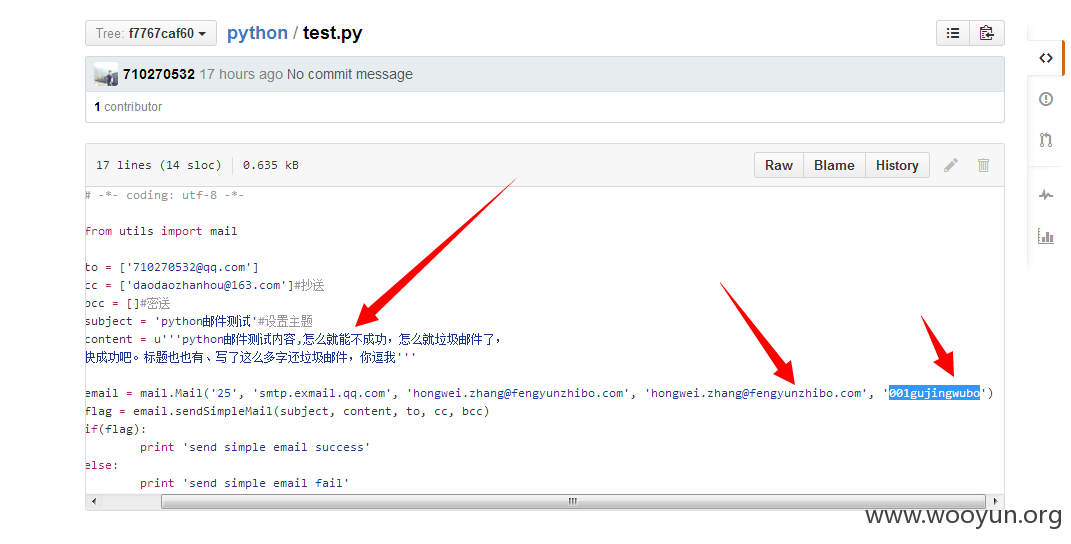 Tree: f7767caf60 python / test.py
710270532 17 hours ago No commit message
1 contributor
17 lines (14 sloc) 0.635 kB Raw Blame History
# -*- coding: utf-8 -*-
from utils import mail
to = ['710270532@qq.com']
cc = ['daodaozhanhou@163.com']#抄送
bcc = []#密送
subject = 'python邮件测试'#设置主题
content = u'''python邮件测试内容,怎么就能不成功，怎么就垃圾邮件了，
快成功吧。标题也也有、写了这么多字还垃圾邮件，你逗我'''
email = mail.Mail('25', 'smtp.exmail.qq.com', 'hongwei.zhang@fengyunzhibo.com', 'hongwei.zhang@fengyunzhibo.com', '001gujingwubo')
flag = email.sendSimpleMail(subject, content, to, cc, bcc)
if(flag):
print 'send simple email success'
else:
print 'send simple email fail'
www.wooyun.org